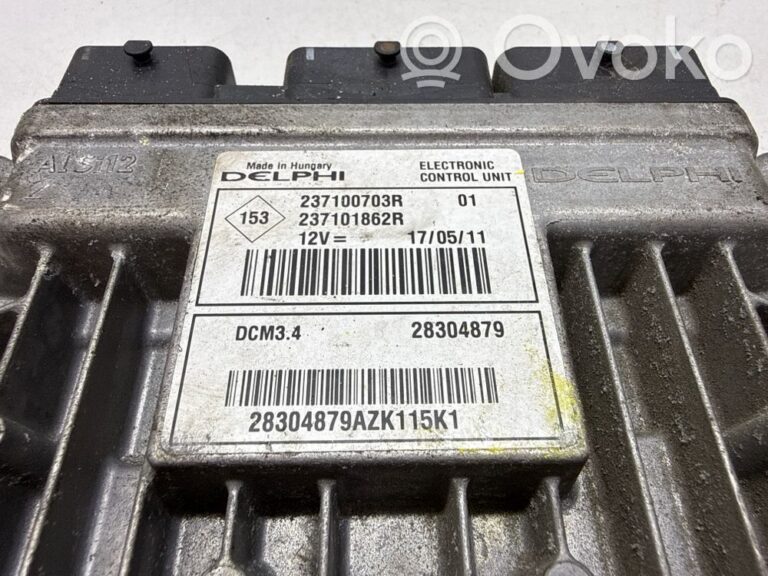 Ovoko
AlSi12
DELPHI
Made in Hungary
DELPHI
ELECTRONIC
CONTROL UNIT
153
237100703R 01
237101862R
12V= 17/05/11
DCM3.4 28304879
28304879AZK115K1